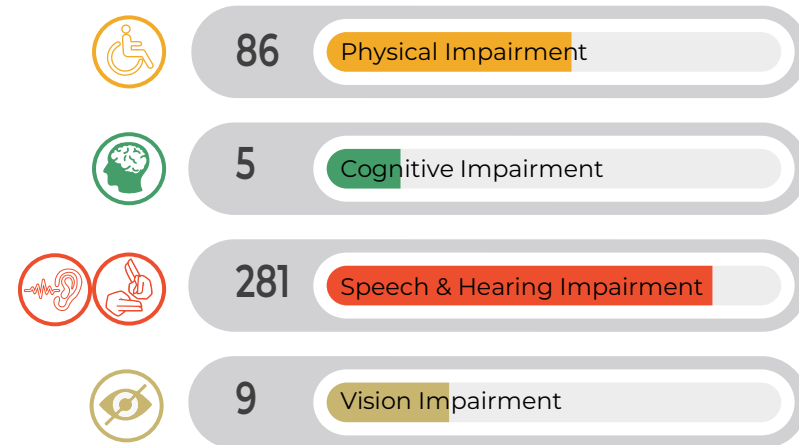 86 Physical Impairment
5 Cognitive Impairment
281 Speech & Hearing Impairment
9 Vision Impairment